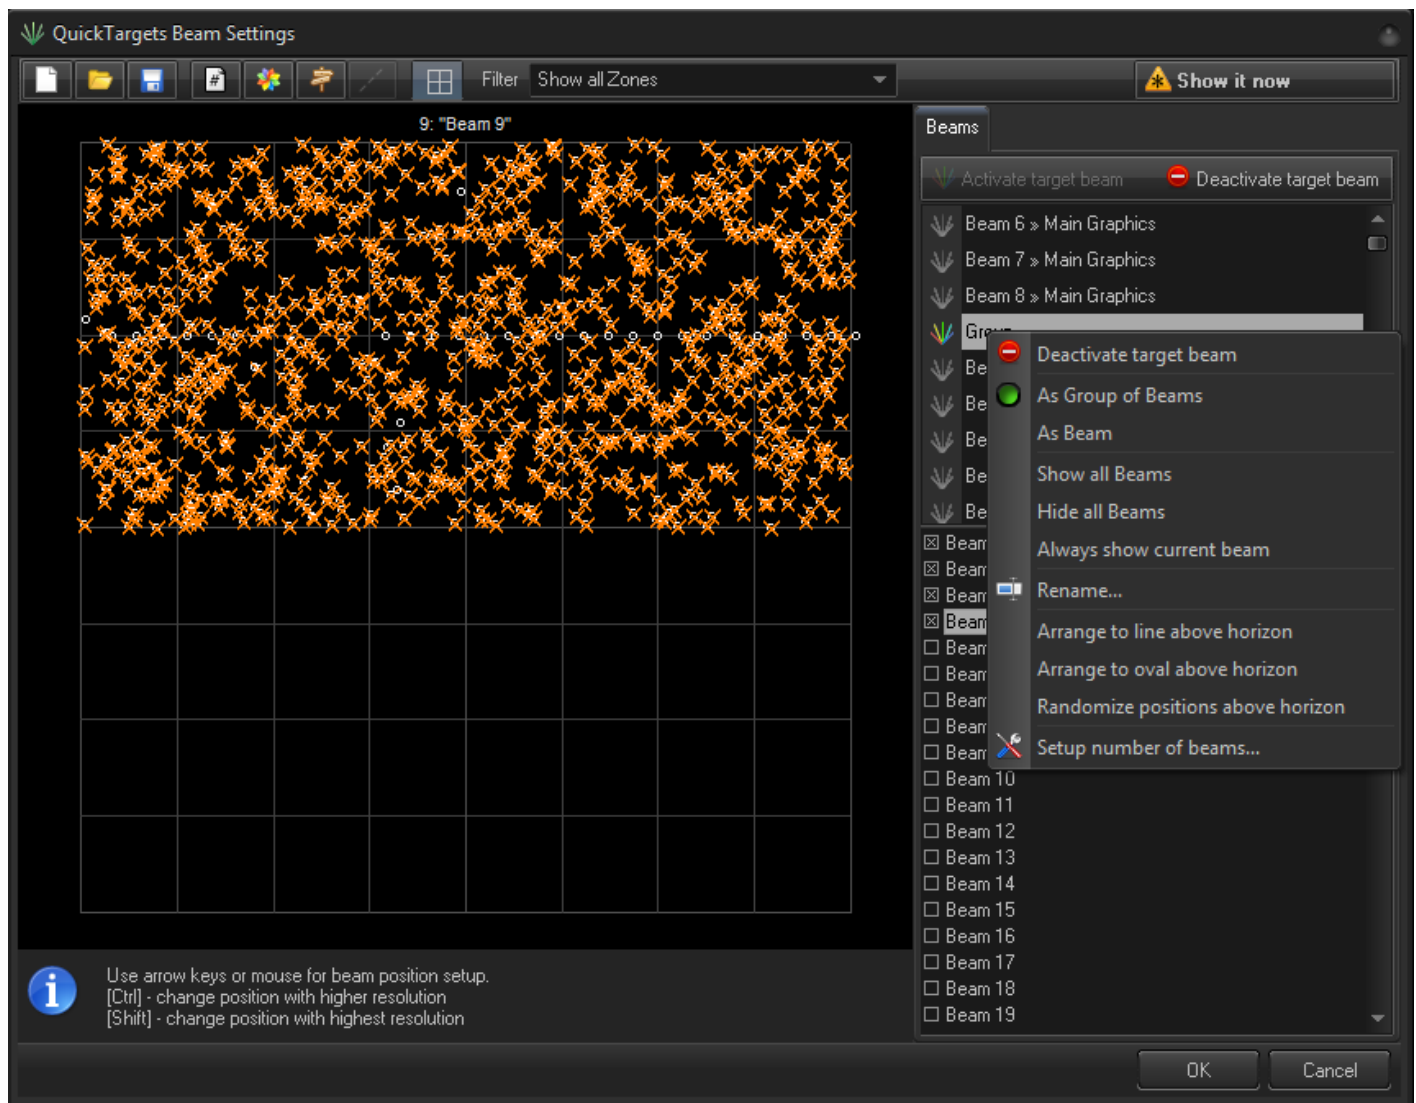 QuickTargets Beam Settings
Filter Show all Zones
Show it now
9: "Beam 9"
Beams
Activate target beam Deactivate target beam
Beam 6 » Main Graphics
Beam 7 » Main Graphics
Beam 8 » Main Graphics
Deactivate target beam
As Group of Beams
As Beam
Show all Beams
Hide all Beams
Always show current beam
Rename...
Arrange to line above horizon
Arrange to oval above horizon
Randomize positions above horizon
Setup number of beams...
Beam 10
Beam 11
Beam 12
Beam 13
Beam 14
Beam 15
Beam 16
Beam 17
Beam 18
Beam 19
Use arrow keys or mouse for beam position setup.
[Ctrl] - change position with higher resolution
[Shift] - change position with highest resolution
OK Cancel